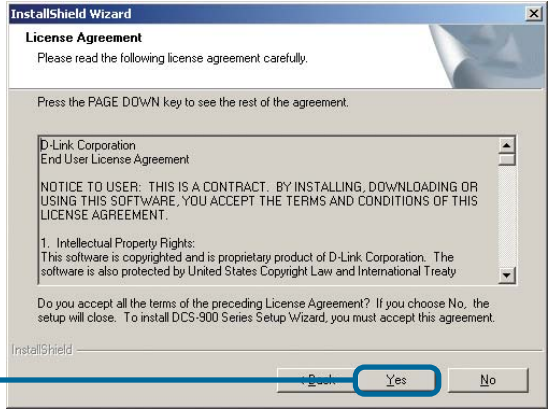 InstallShield Wizard
License Agreement
Please read the following license agreement carefully.
Press the PAGE DOWN key to see the rest of the agreement.
D-Link Corporation
End User License Agreement
NOTICE TO USER: THIS IS A CONTRACT. BY INSTALLING, DOWNLOADING OR
USING THIS SOFTWARE, YOU ACCEPT THE TERMS AND CONDITIONS OF THIS
LICENSE AGREEMENT.
1. Intellectual Property Rights:
This software is copyrighted and is proprietary product of D-Link Corporation. The
software is also protected by United States Copyright Law and International Treaty
Do you accept all the terms of the preceding License Agreement? If you choose No, the
setup will close. To install DCS-900 Series Setup Wizard, you must accept this agreement.
InstallShield
< Back Yes No